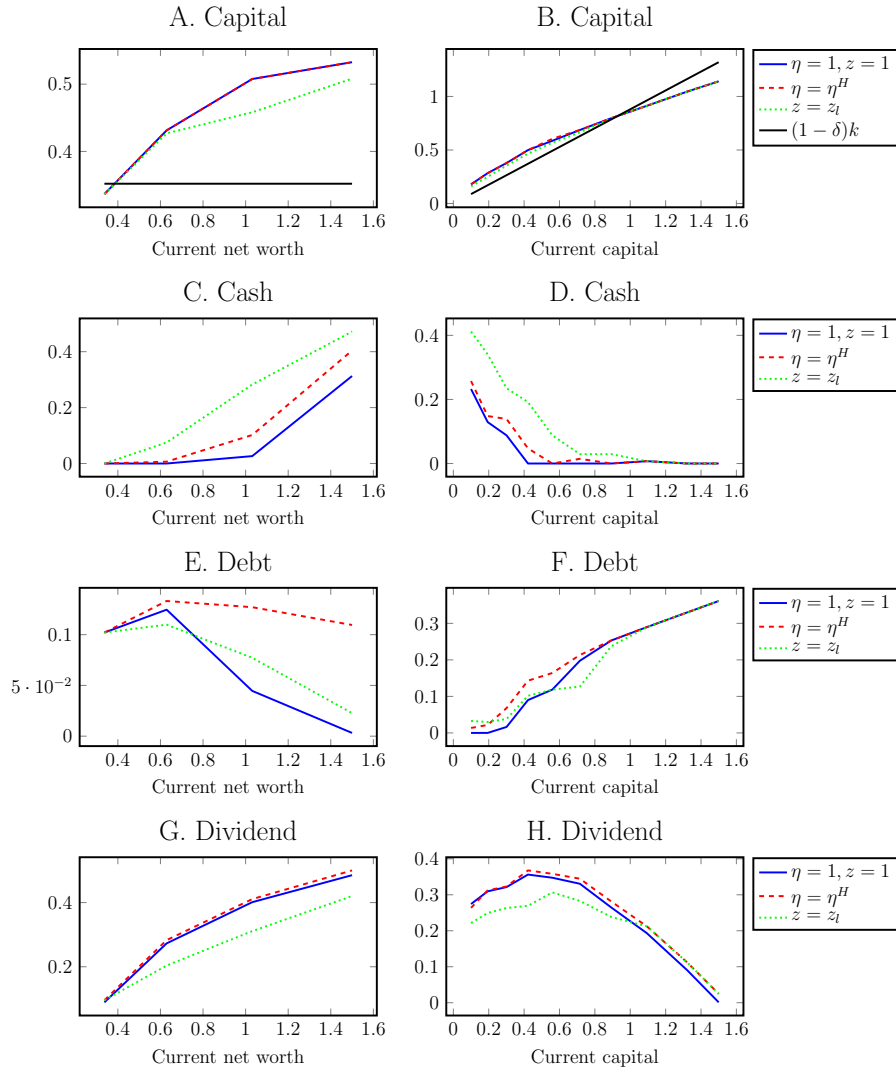 A. Capital
B. Capital
0.5
0.4
0.4 0.6 0.8 1 1.2 1.4 1.6
Current net worth
1
0.5
0
0 0.2 0.4 0.6 0.8 1 1.2 1.4 1.6
Current capital
η = 1, z = 1
η = η^H
z = z_l
(1 − δ)k
C. Cash
D. Cash
0.4
0.2
0
0.4 0.6 0.8 1 1.2 1.4 1.6
Current net worth
0.4
0.2
0
0 0.2 0.4 0.6 0.8 1 1.2 1.4 1.6
Current capital
η = 1, z = 1
η = η^H
z = z_l
E. Debt
F. Debt
0.1
5 · 10^−2
0
0.4 0.6 0.8 1 1.2 1.4 1.6
Current net worth
0.3
0.2
0.1
0
0 0.2 0.4 0.6 0.8 1 1.2 1.4 1.6
Current capital
η = 1, z = 1
η = η^H
z = z_l
G. Dividend
H. Dividend
0.4
0.2
0.4 0.6 0.8 1 1.2 1.4 1.6
Current net worth
0.4
0.3
0.2
0.1
0
0 0.2 0.4 0.6 0.8 1 1.2 1.4 1.6
Current capital
η = 1, z = 1
η = η^H
z = z_l